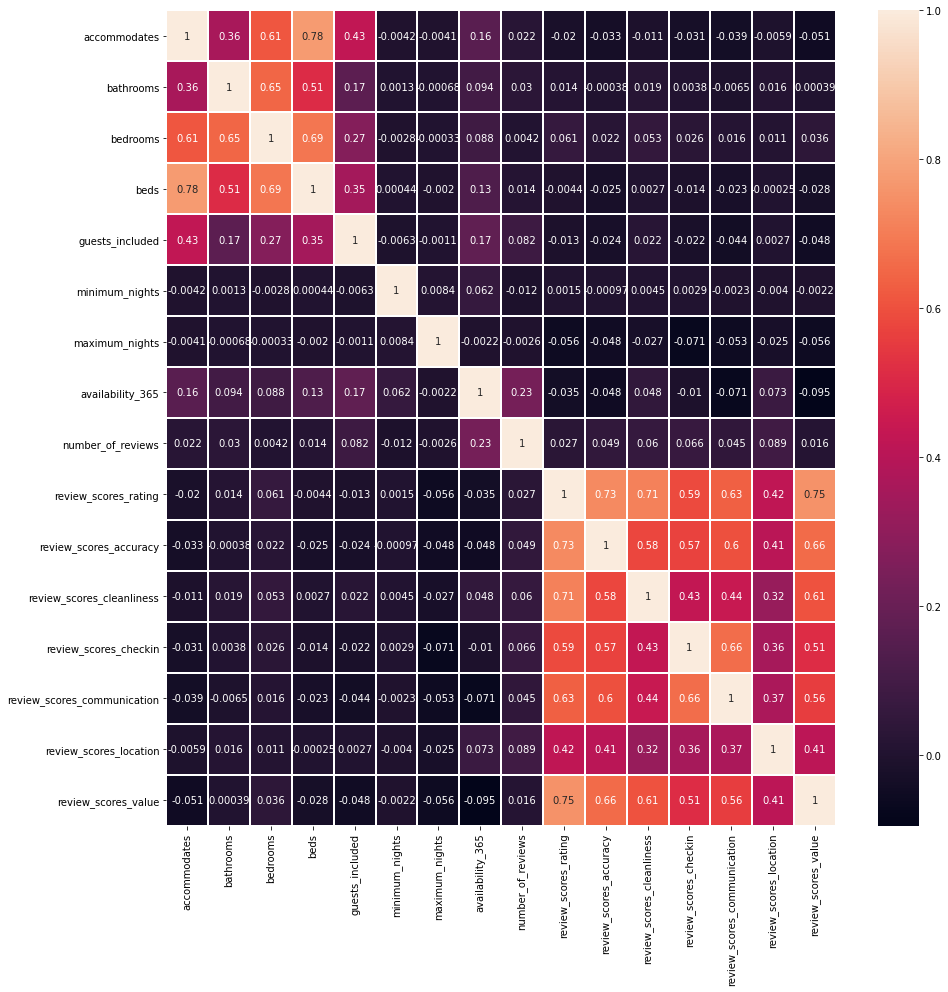 accommodates 1 0.36 0.61 0.78 0.43 -0.0042 -0.0041 0.16 0.022 -0.02 -0.033 -0.011 -0.031 -0.039 -0.0059 -0.051
bathrooms 0.36 1 0.65 0.51 0.17 0.0013 -0.00068 0.094 0.03 0.014 -0.00038 0.019 0.0038 -0.0065 0.016 0.00039
bedrooms 0.61 0.65 1 0.69 0.27 -0.0028 -0.00033 0.088 0.0042 0.061 0.022 0.053 0.026 0.016 0.011 0.036
beds 0.78 0.51 0.69 1 0.35 0.00044 -0.002 0.13 0.014 -0.0044 -0.025 0.0027 -0.014 -0.023 -0.00025 -0.028
guests_included 0.43 0.17 0.27 0.35 1 -0.0063 -0.0011 0.17 0.082 -0.013 -0.024 0.022 -0.022 -0.044 0.0027 -0.048
minimum_nights -0.0042 0.0013 -0.0028 0.00044 -0.0063 1 0.0084 0.062 -0.012 0.0015 -0.00097 0.0045 0.0029 -0.0023 -0.004 -0.0022
maximum_nights -0.0041 -0.00068 -0.00033 -0.002 -0.0011 0.0084 1 -0.0022 -0.0026 -0.056 -0.048 -0.027 -0.071 -0.053 -0.025 -0.056
availability_365 0.16 0.094 0.088 0.13 0.17 0.062 -0.0022 1 0.23 -0.035 -0.048 0.048 -0.01 -0.071 0.073 -0.095
number_of_reviews 0.022 0.03 0.0042 0.014 0.082 -0.012 -0.0026 0.23 1 0.027 0.049 0.06 0.066 0.045 0.089 0.016
review_scores_rating -0.02 0.014 0.061 -0.0044 -0.013 0.0015 -0.056 -0.035 0.027 1 0.73 0.71 0.59 0.63 0.42 0.75
review_scores_accuracy -0.033 -0.00038 0.022 -0.025 -0.024 -0.00097 -0.048 -0.048 0.049 0.73 1 0.58 0.57 0.6 0.41 0.66
review_scores_cleanliness -0.011 0.019 0.053 0.0027 0.022 0.0045 -0.027 0.048 0.06 0.71 0.58 1 0.43 0.44 0.32 0.61
review_scores_checkin -0.031 0.0038 0.026 -0.014 -0.022 0.0029 -0.071 -0.01 0.066 0.59 0.57 0.43 1 0.66 0.36 0.51
review_scores_communication -0.039 -0.0065 0.016 -0.023 -0.044 -0.0023 -0.053 -0.071 0.045 0.63 0.6 0.44 0.66 1 0.37 0.56
review_scores_location -0.0059 0.016 0.011 -0.00025 0.0027 -0.004 -0.025 0.073 0.089 0.42 0.41 0.32 0.36 0.37 1 0.41
review_scores_value -0.051 0.00039 0.036 -0.028 -0.048 -0.0022 -0.056 -0.095 0.016 0.75 0.66 0.61 0.51 0.56 0.41 1
accommodates
bathrooms
bedrooms
beds
guests_included
minimum_nights
maximum_nights
availability_365
number_of_reviews
review_scores_rating
review_scores_accuracy
review_scores_cleanliness
review_scores_checkin
review_scores_communication
review_scores_location
review_scores_value
1.0
0.8
0.6
0.4
0.2
0.0